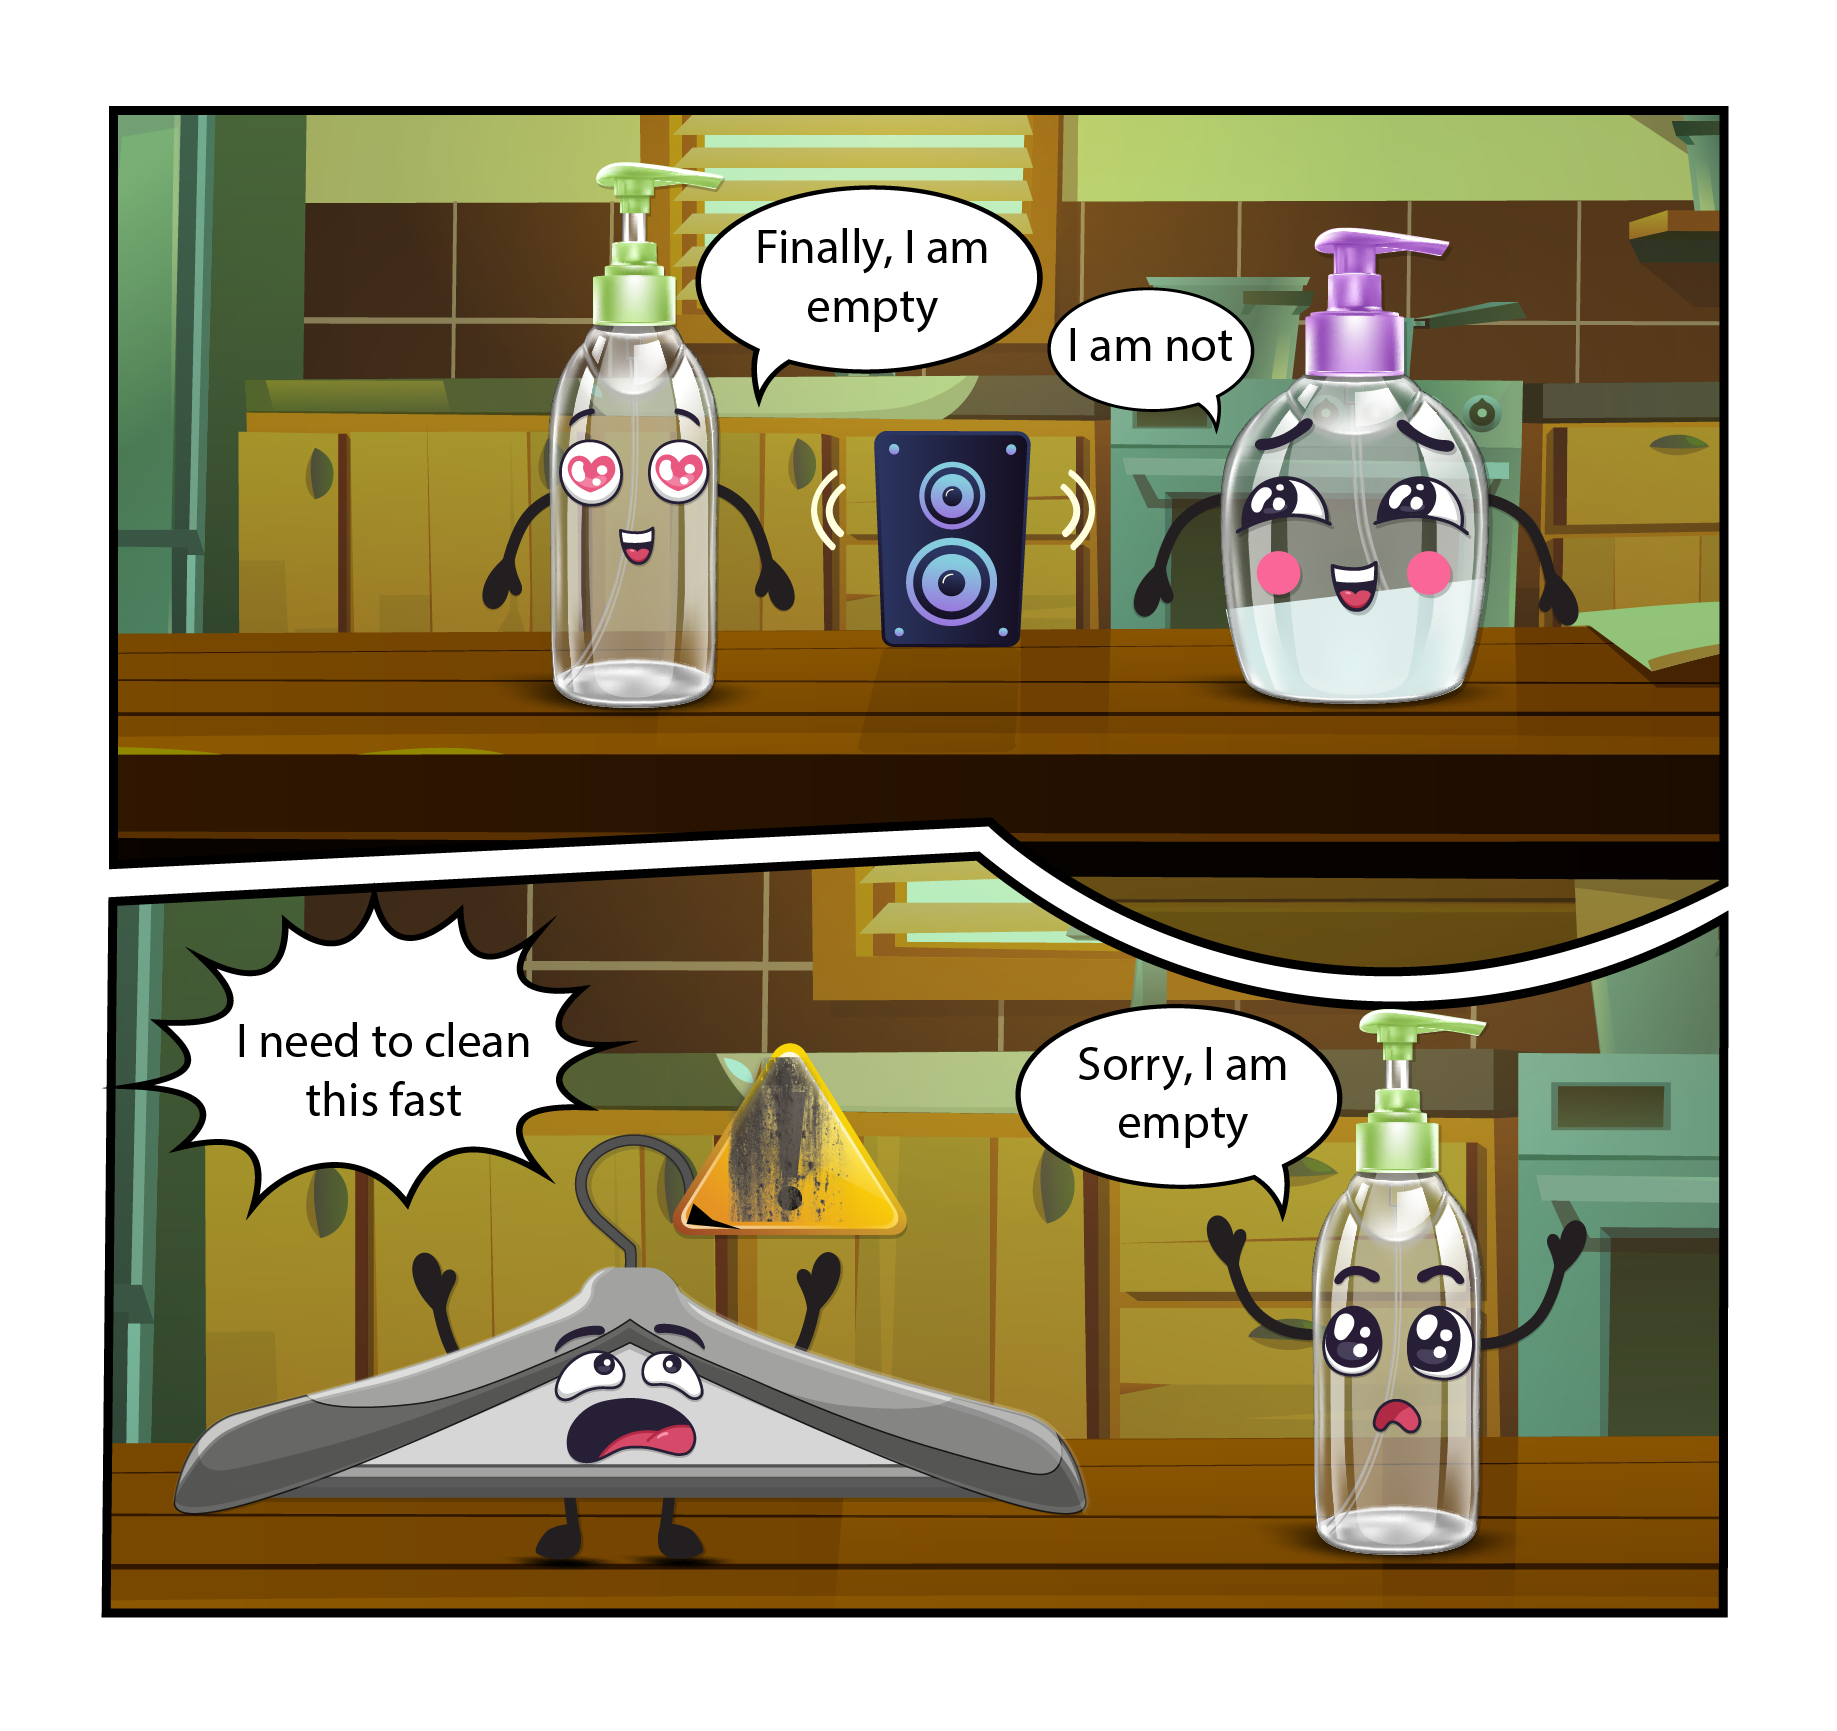 Finally, I am
empty
I am not
I need to clean
this fast
Sorry, I am
empty